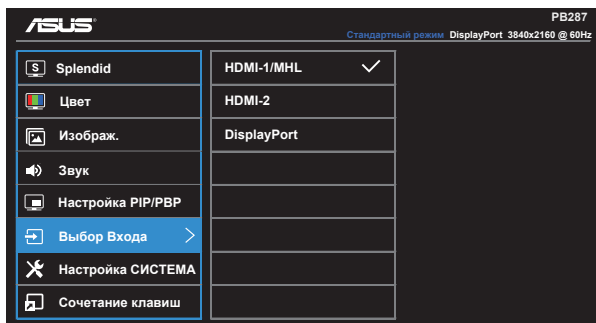 ASUS
PB287
Стандартный режим DisplayPort 3840x2160 @ 60Hz
S Splendid
HDMI-1/MHL
Цвет
HDMI-2
Изображ.
DisplayPort
Звук
Настройка PIP/PBP
Выбор Входа
Настройка СИСТЕМА
Сочетание клавиш